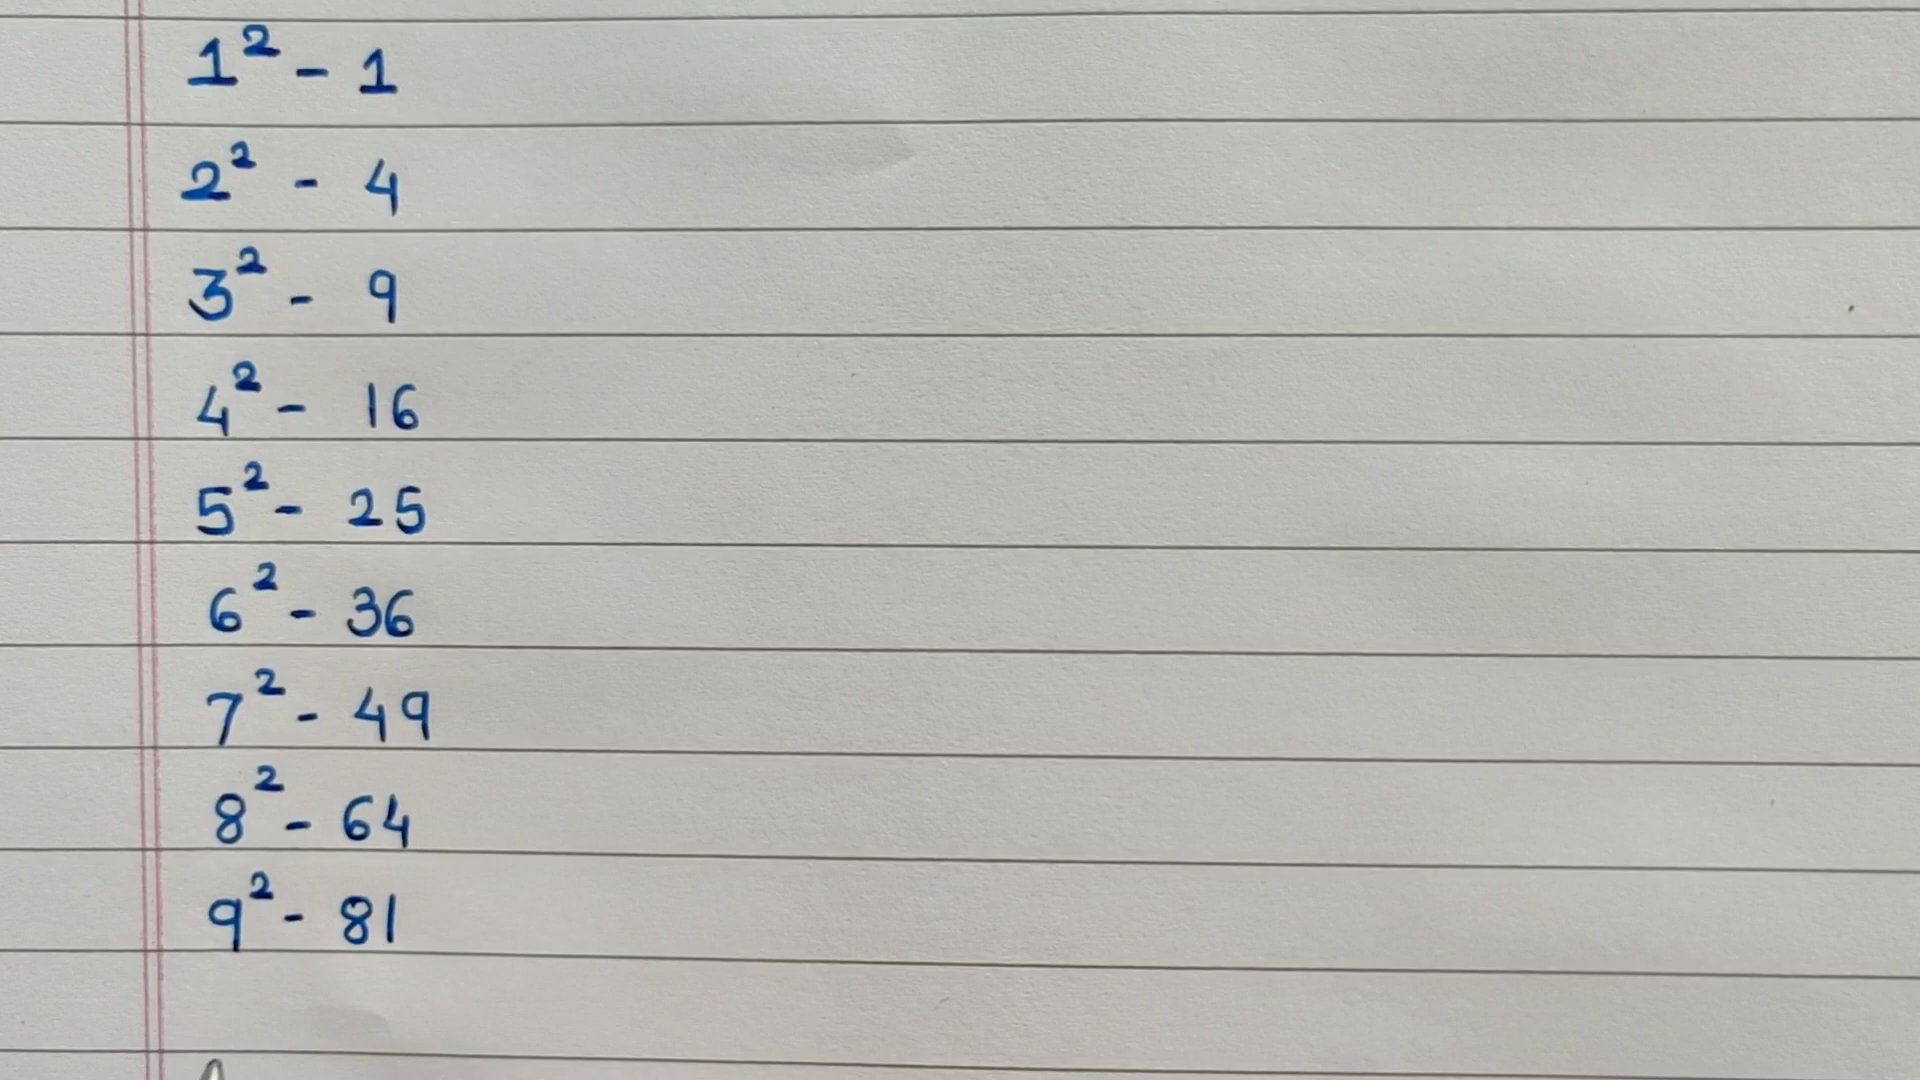 1² - 1
2² - 4
3² - 9
4² - 16
5² - 25
6² - 36
7² - 49
8² - 64
9² - 81